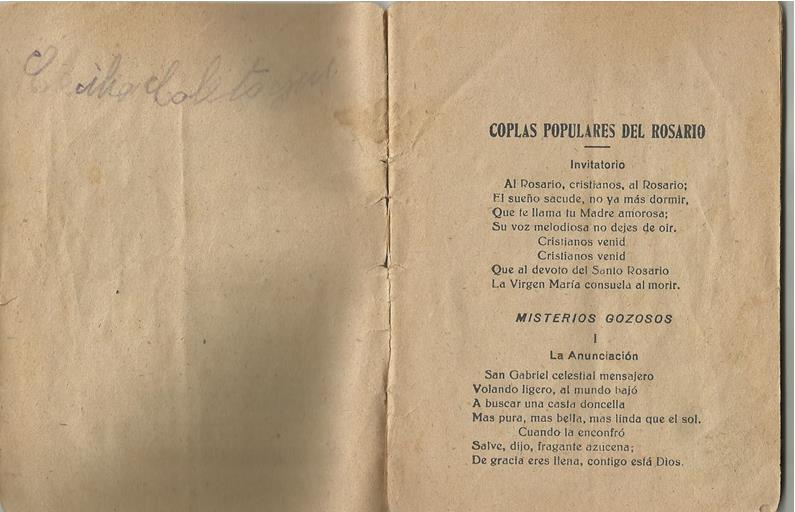 COPLAS POPULARES DEL ROSARIO
Invitatorio
Al Rosario, cristianos, al Rosario;
El sueño sacude, no ya más dormir,
Que te llama tu Madre amorosa;
Su voz melodiosa no dejes de oir.
Cristianos venid
Cristianos venid
Que al devoto del Santo Rosario
La Virgen María consuela al morir.
MISTERIOS GOZOSOS
I
La Anunciación
San Gabriel celestial mensajero
Volando ligero, al mundo bajó
A buscar una casta doncella
Mas pura, mas bella, mas linda que el sol.
Cuando la encontró
Salve, dijo, fragante azucena;
De gracia eres llena, contigo está Dios.